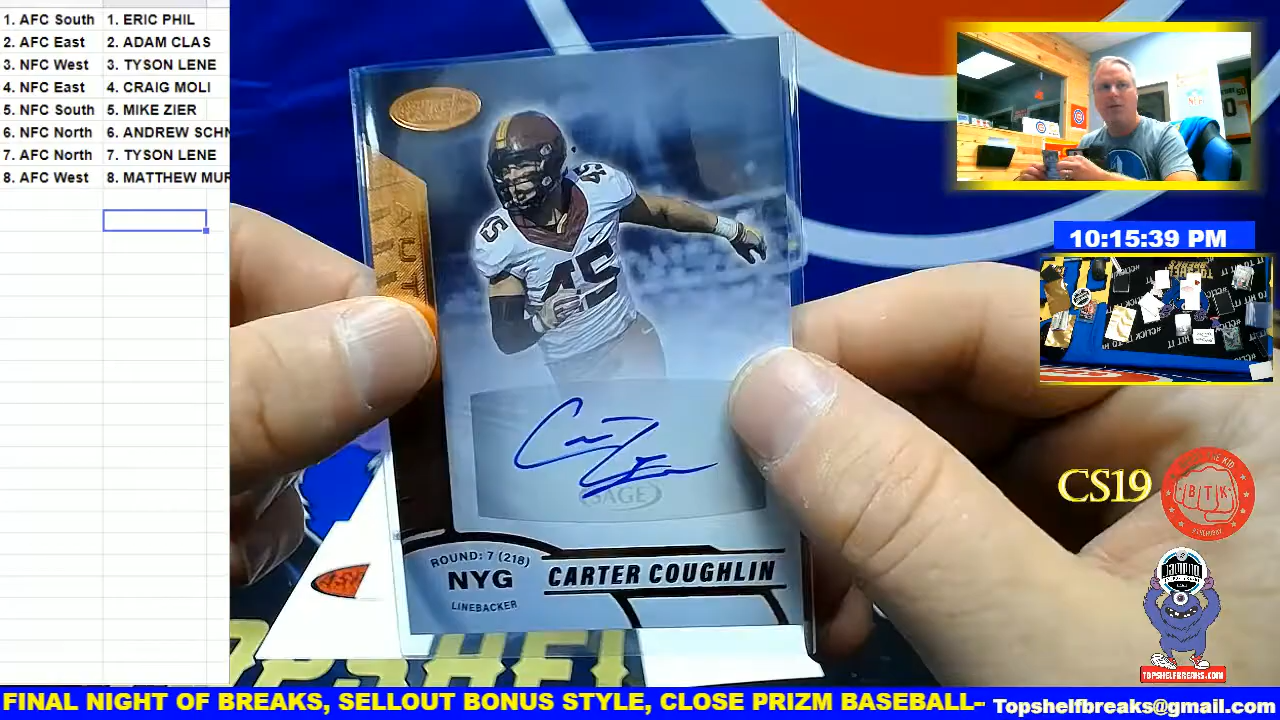 1. AFC South 1. ERIC PHIL
2. AFC East 2. ADAM CLAS
3. NFC West 3. TYSON LENE
4. NFC East 4. CRAIG MOLI
5. NFC South 5. MIKE ZIER
6. NFC North 6. ANDREW SCHN
7. AFC North 7. TYSON LENE
8. AFC West 8. MATTHEW MUR
45
45
45
SAGE
ROUND: 7 (218)
NYG
LINEBACKER
CARTER COUGHLIN
10:15:39 PM
CS19
BTK
TOPSHELFBREAKS.COM
FINAL NIGHT OF BREAKS, SELLOUT BONUS STYLE, CLOSE PRIZM BASEBALL-
Topshelfbreaks@gmail.com